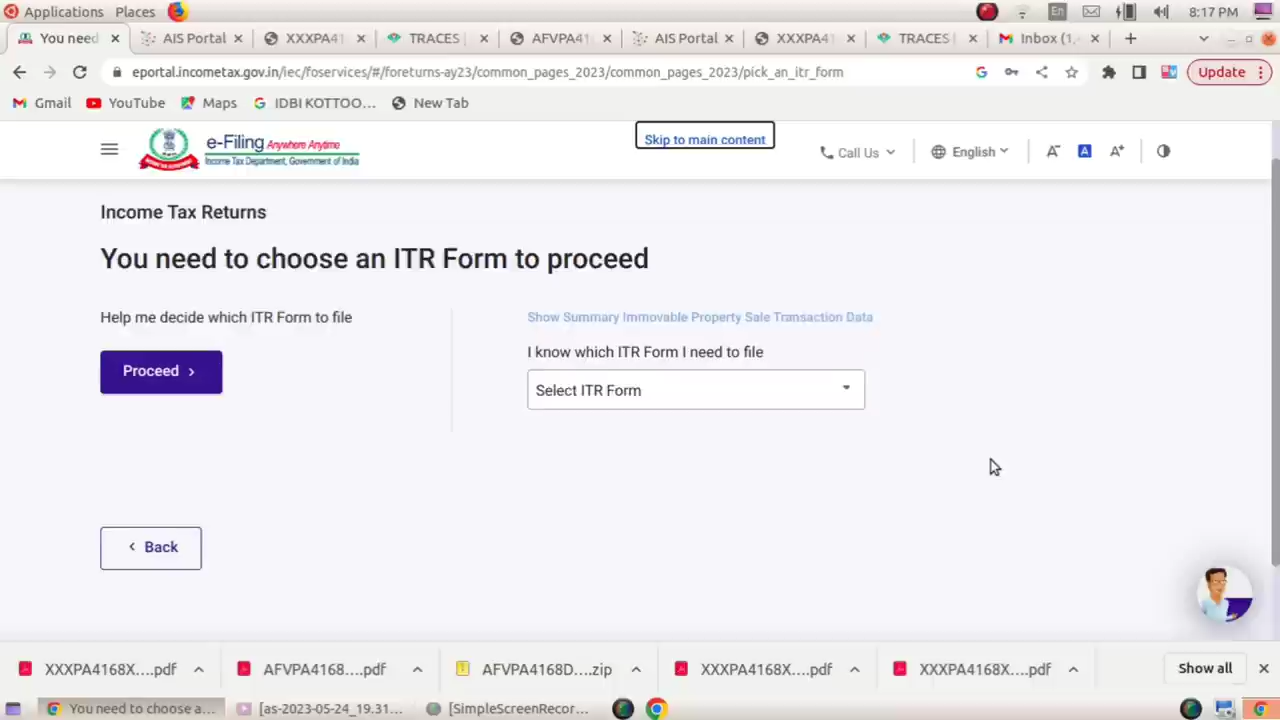 Applications Places En 8:17 PM
You need AIS Portal XXXPA41 TRACES AFVPA41 AIS Portal XXXPA41 TRACES Inbox (1,
eportal.incometax.gov.in/iec/foservices/#/foreturns-ay23/common_pages_2023/common_pages_2023/pick_an_itr_form Update
Gmail YouTube Maps IDBI KOTTOO... New Tab
e-Filing Anywhere Anytime
Income Tax Department, Government of India
Skip to main content
Call Us English A- A A+
Income Tax Returns
You need to choose an ITR Form to proceed
Help me decide which ITR Form to file
Proceed >
Show Summary Immovable Property Sale Transaction Data
I know which ITR Form I need to file
Select ITR Form
< Back
XXXPA4168X....pdf AFVPA4168....pdf AFVPA4168D....zip XXXPA4168X....pdf XXXPA4168X....pdf Show all
You need to choose a... [as-2023-05-24_19.31... [SimpleScreenRecor...